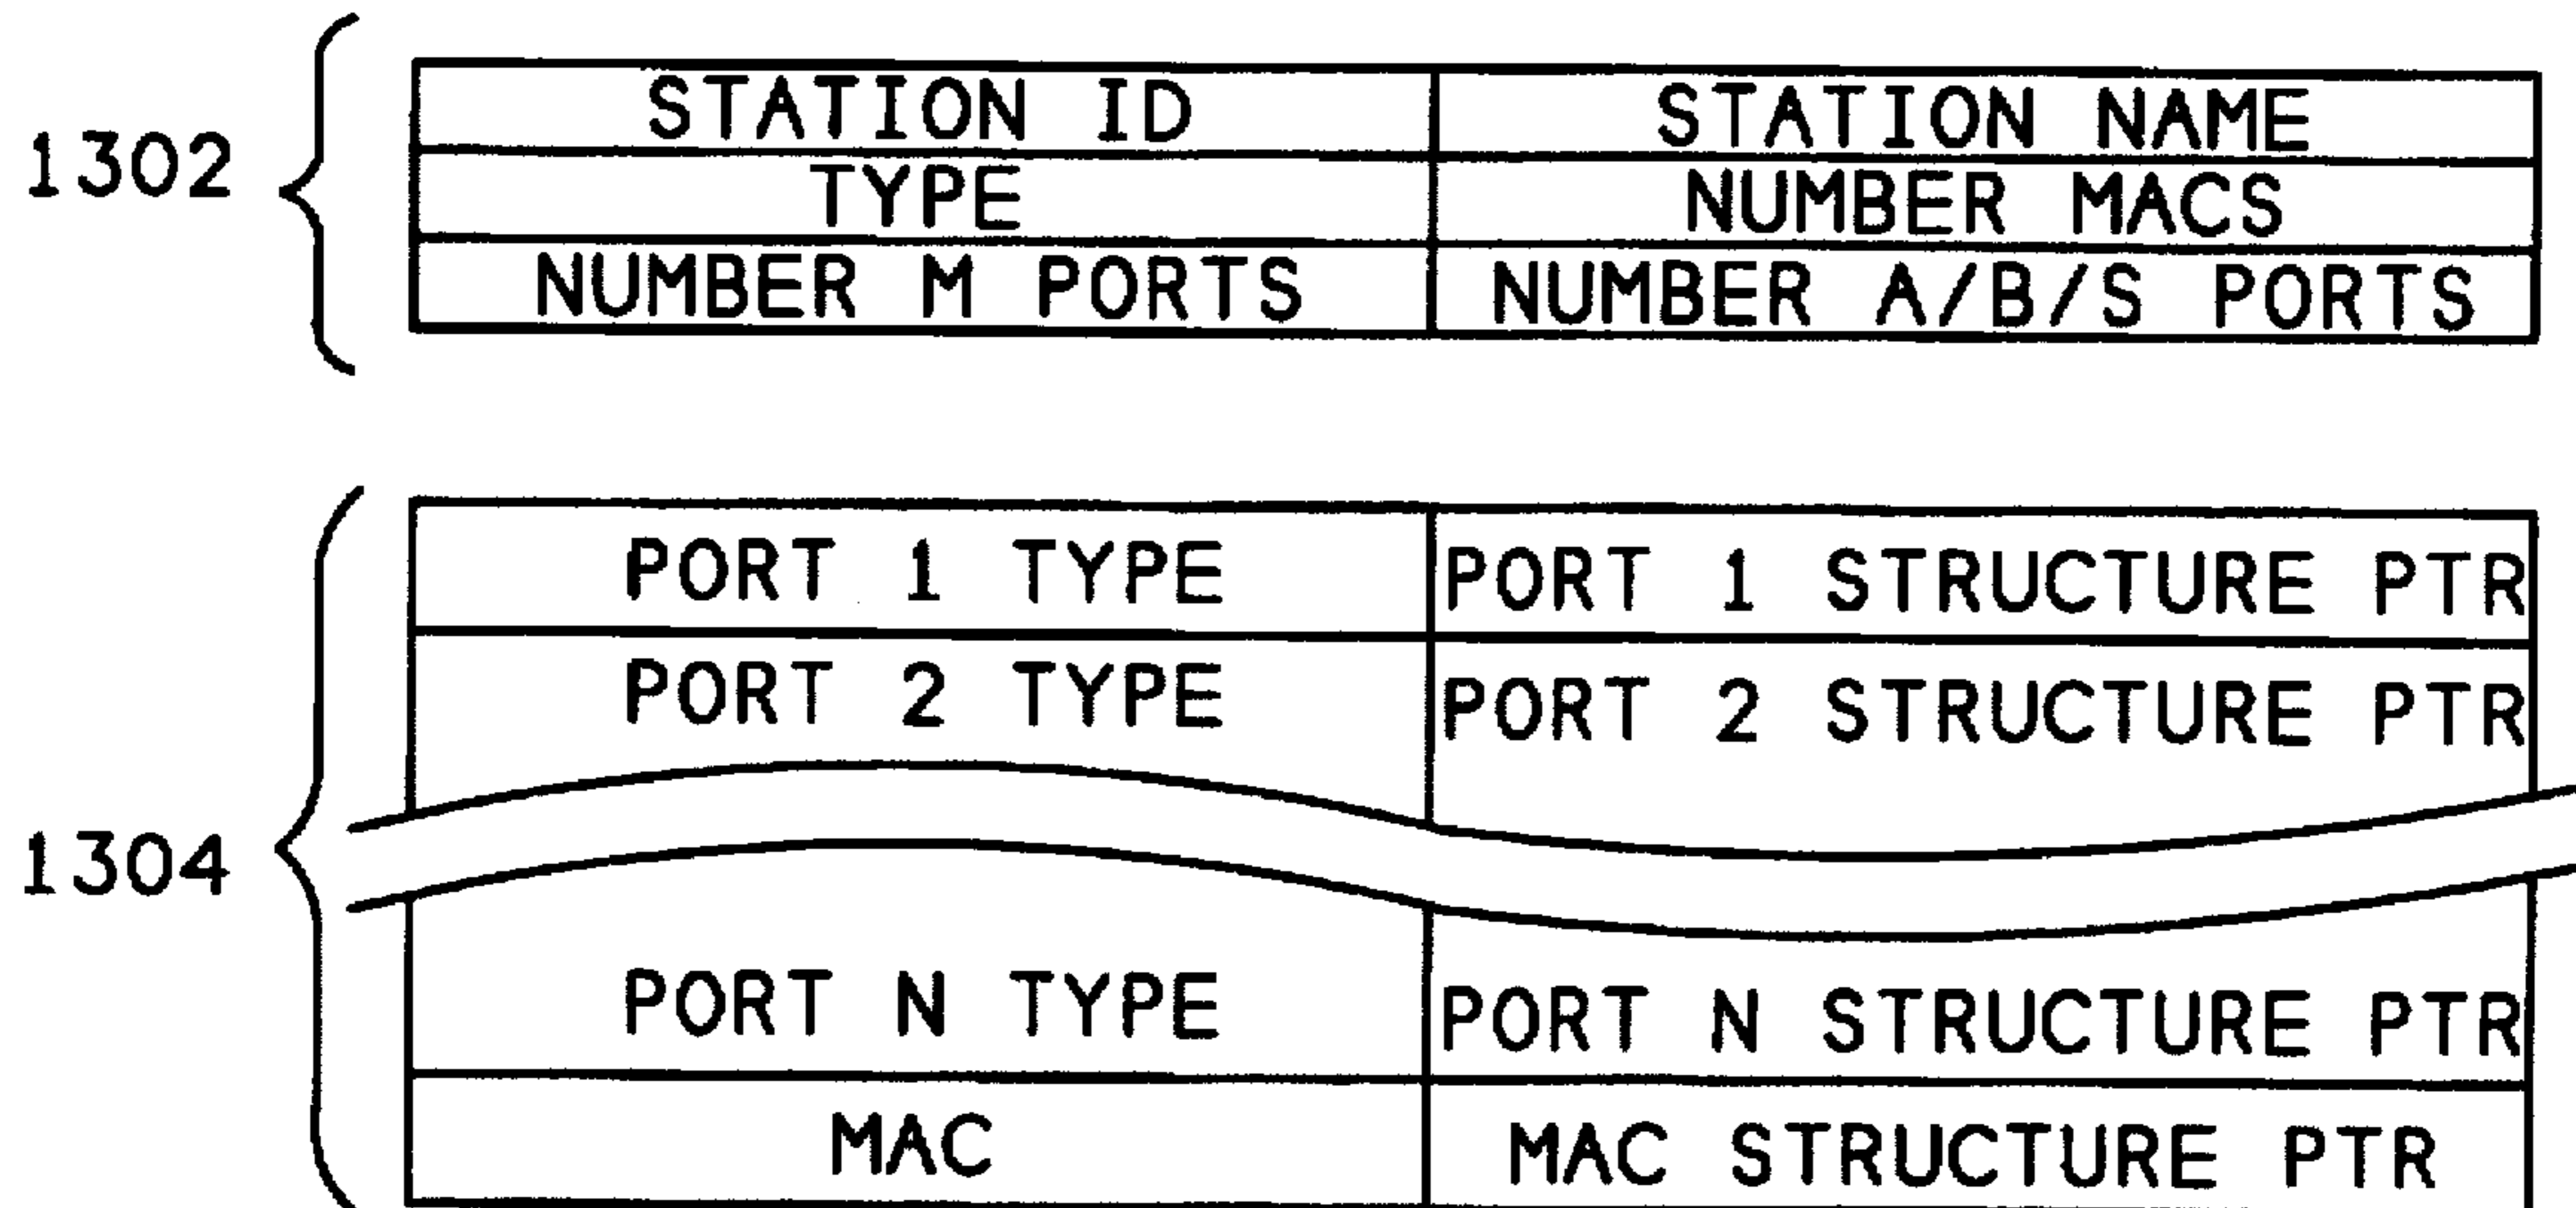 1302
STATION ID STATION NAME
TYPE NUMBER MACS
NUMBER M PORTS NUMBER A/B/S PORTS
1304
PORT 1 TYPE PORT 1 STRUCTURE PTR
PORT 2 TYPE PORT 2 STRUCTURE PTR
PORT N TYPE PORT N STRUCTURE PTR
MAC MAC STRUCTURE PTR